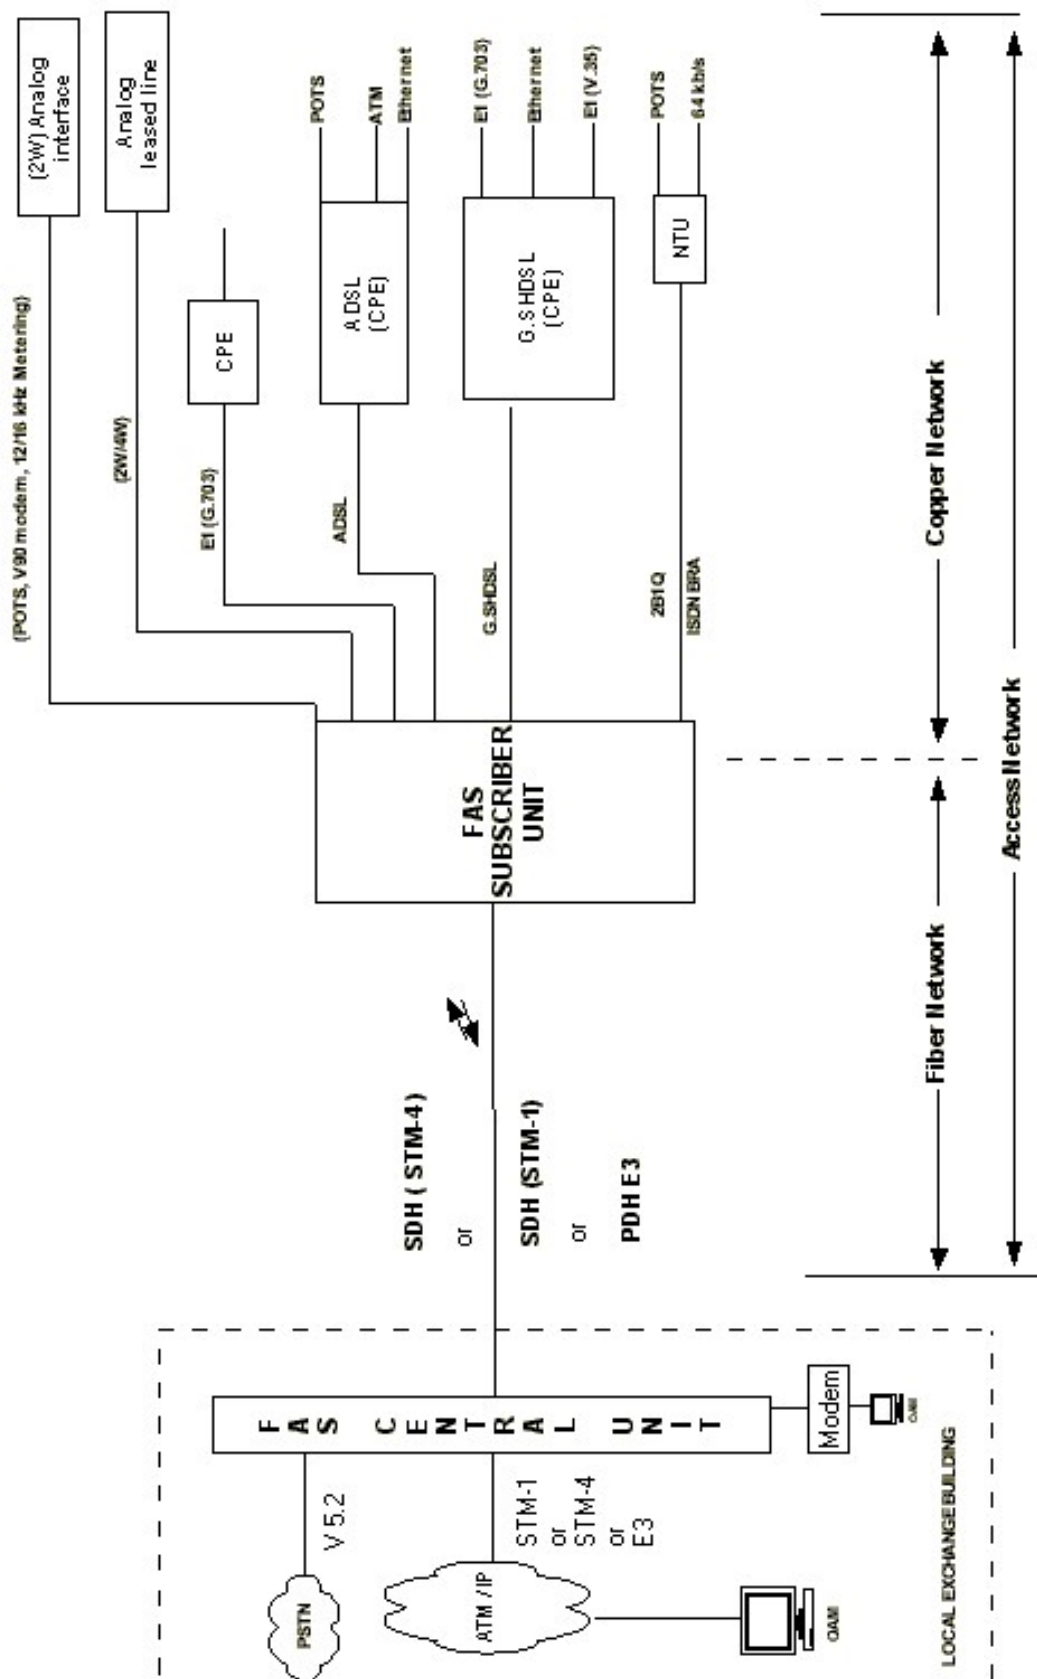 (2W) Analog
interface
Analog
leased line
(POTS, V90 modem, 12/16 kHz Metering)
(2W/4W)
CPE
E1 (G.703)
POTS
ATM
Ethernet
ADSL
(CPE)
ADSL
E1 (G.703)
Ethernet
E1 (V.35)
G.SHDSL
(CPE)
G.SHDSL
POTS
64 kb/s
NTU
2B1Q
ISDN BRA
FAS
SUBSCRIBER
UNIT
Copper Network
Access Network
Fiber Network
SDH ( STM-4)
or
SDH (STM-1)
or
PDH E3
FAS CENTRAL UNIT
V 5.2
PSTN
STM-1
or
STM-4
or
E3
ATM / IP
OAM
Modem
OAM
LOCAL EXCHANGE BUILDING